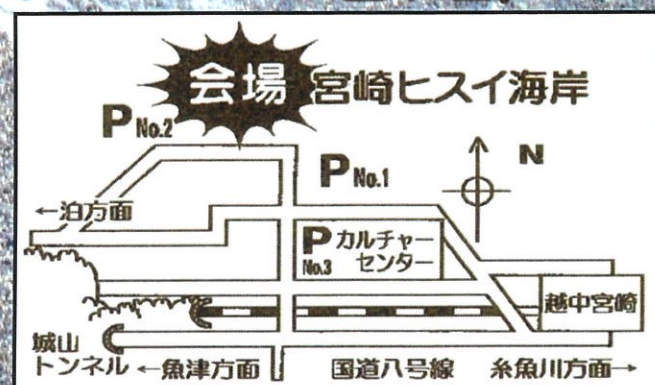 会場 宮崎ヒスイ海岸
P No.2
P No.1
N
←泊方面
P No.3 カルチャー
センター
越中宮崎
城山
トンネル
←魚津方面
国道八号線
糸魚川方面→